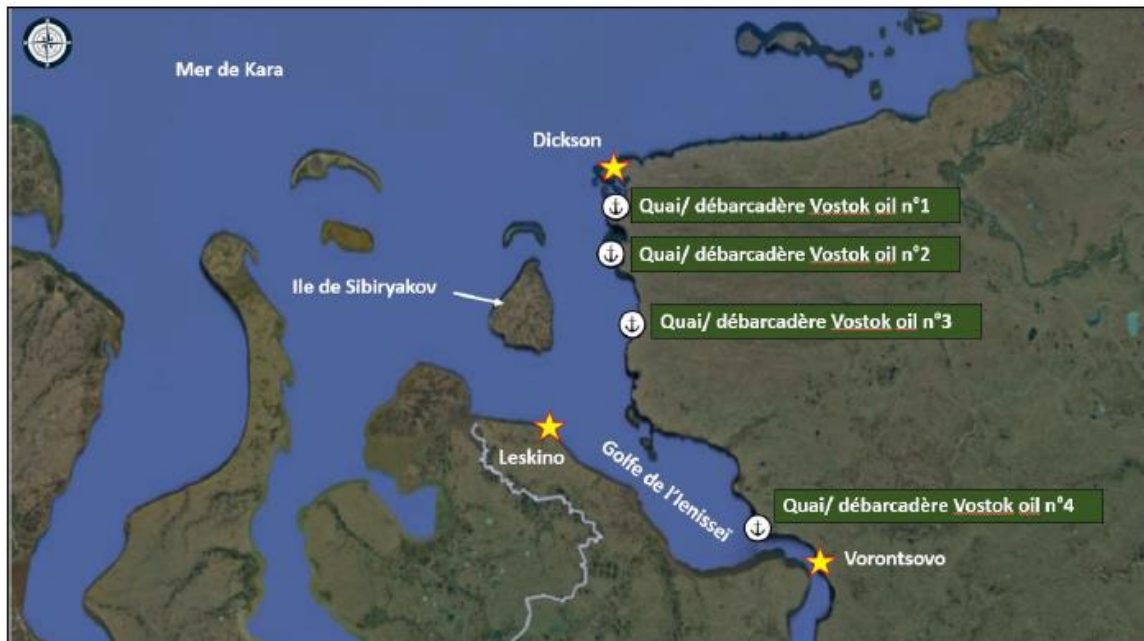 Mer de Kara
Dickson
Quai/ débarcadère Vostok oil n°1
Quai/ débarcadère Vostok oil n°2
Ile de Sibiryakov
Quai/ débarcadère Vostok oil n°3
Leskino
Golfe de l'Ienisseï
Quai/ débarcadère Vostok oil n°4
Vorontsovo